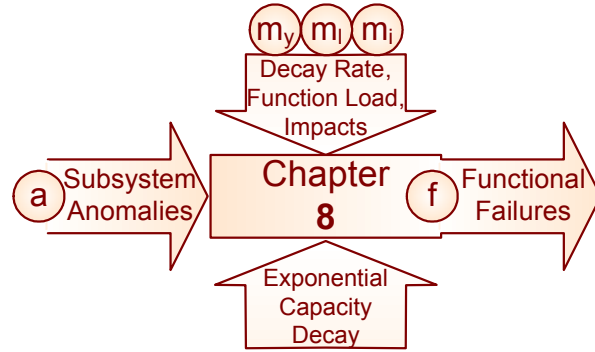 my ml mi
Decay Rate,
Function Load,
Impacts
a
Subsystem
Anomalies
Chapter
8
f
Functional
Failures
Exponential
Capacity
Decay